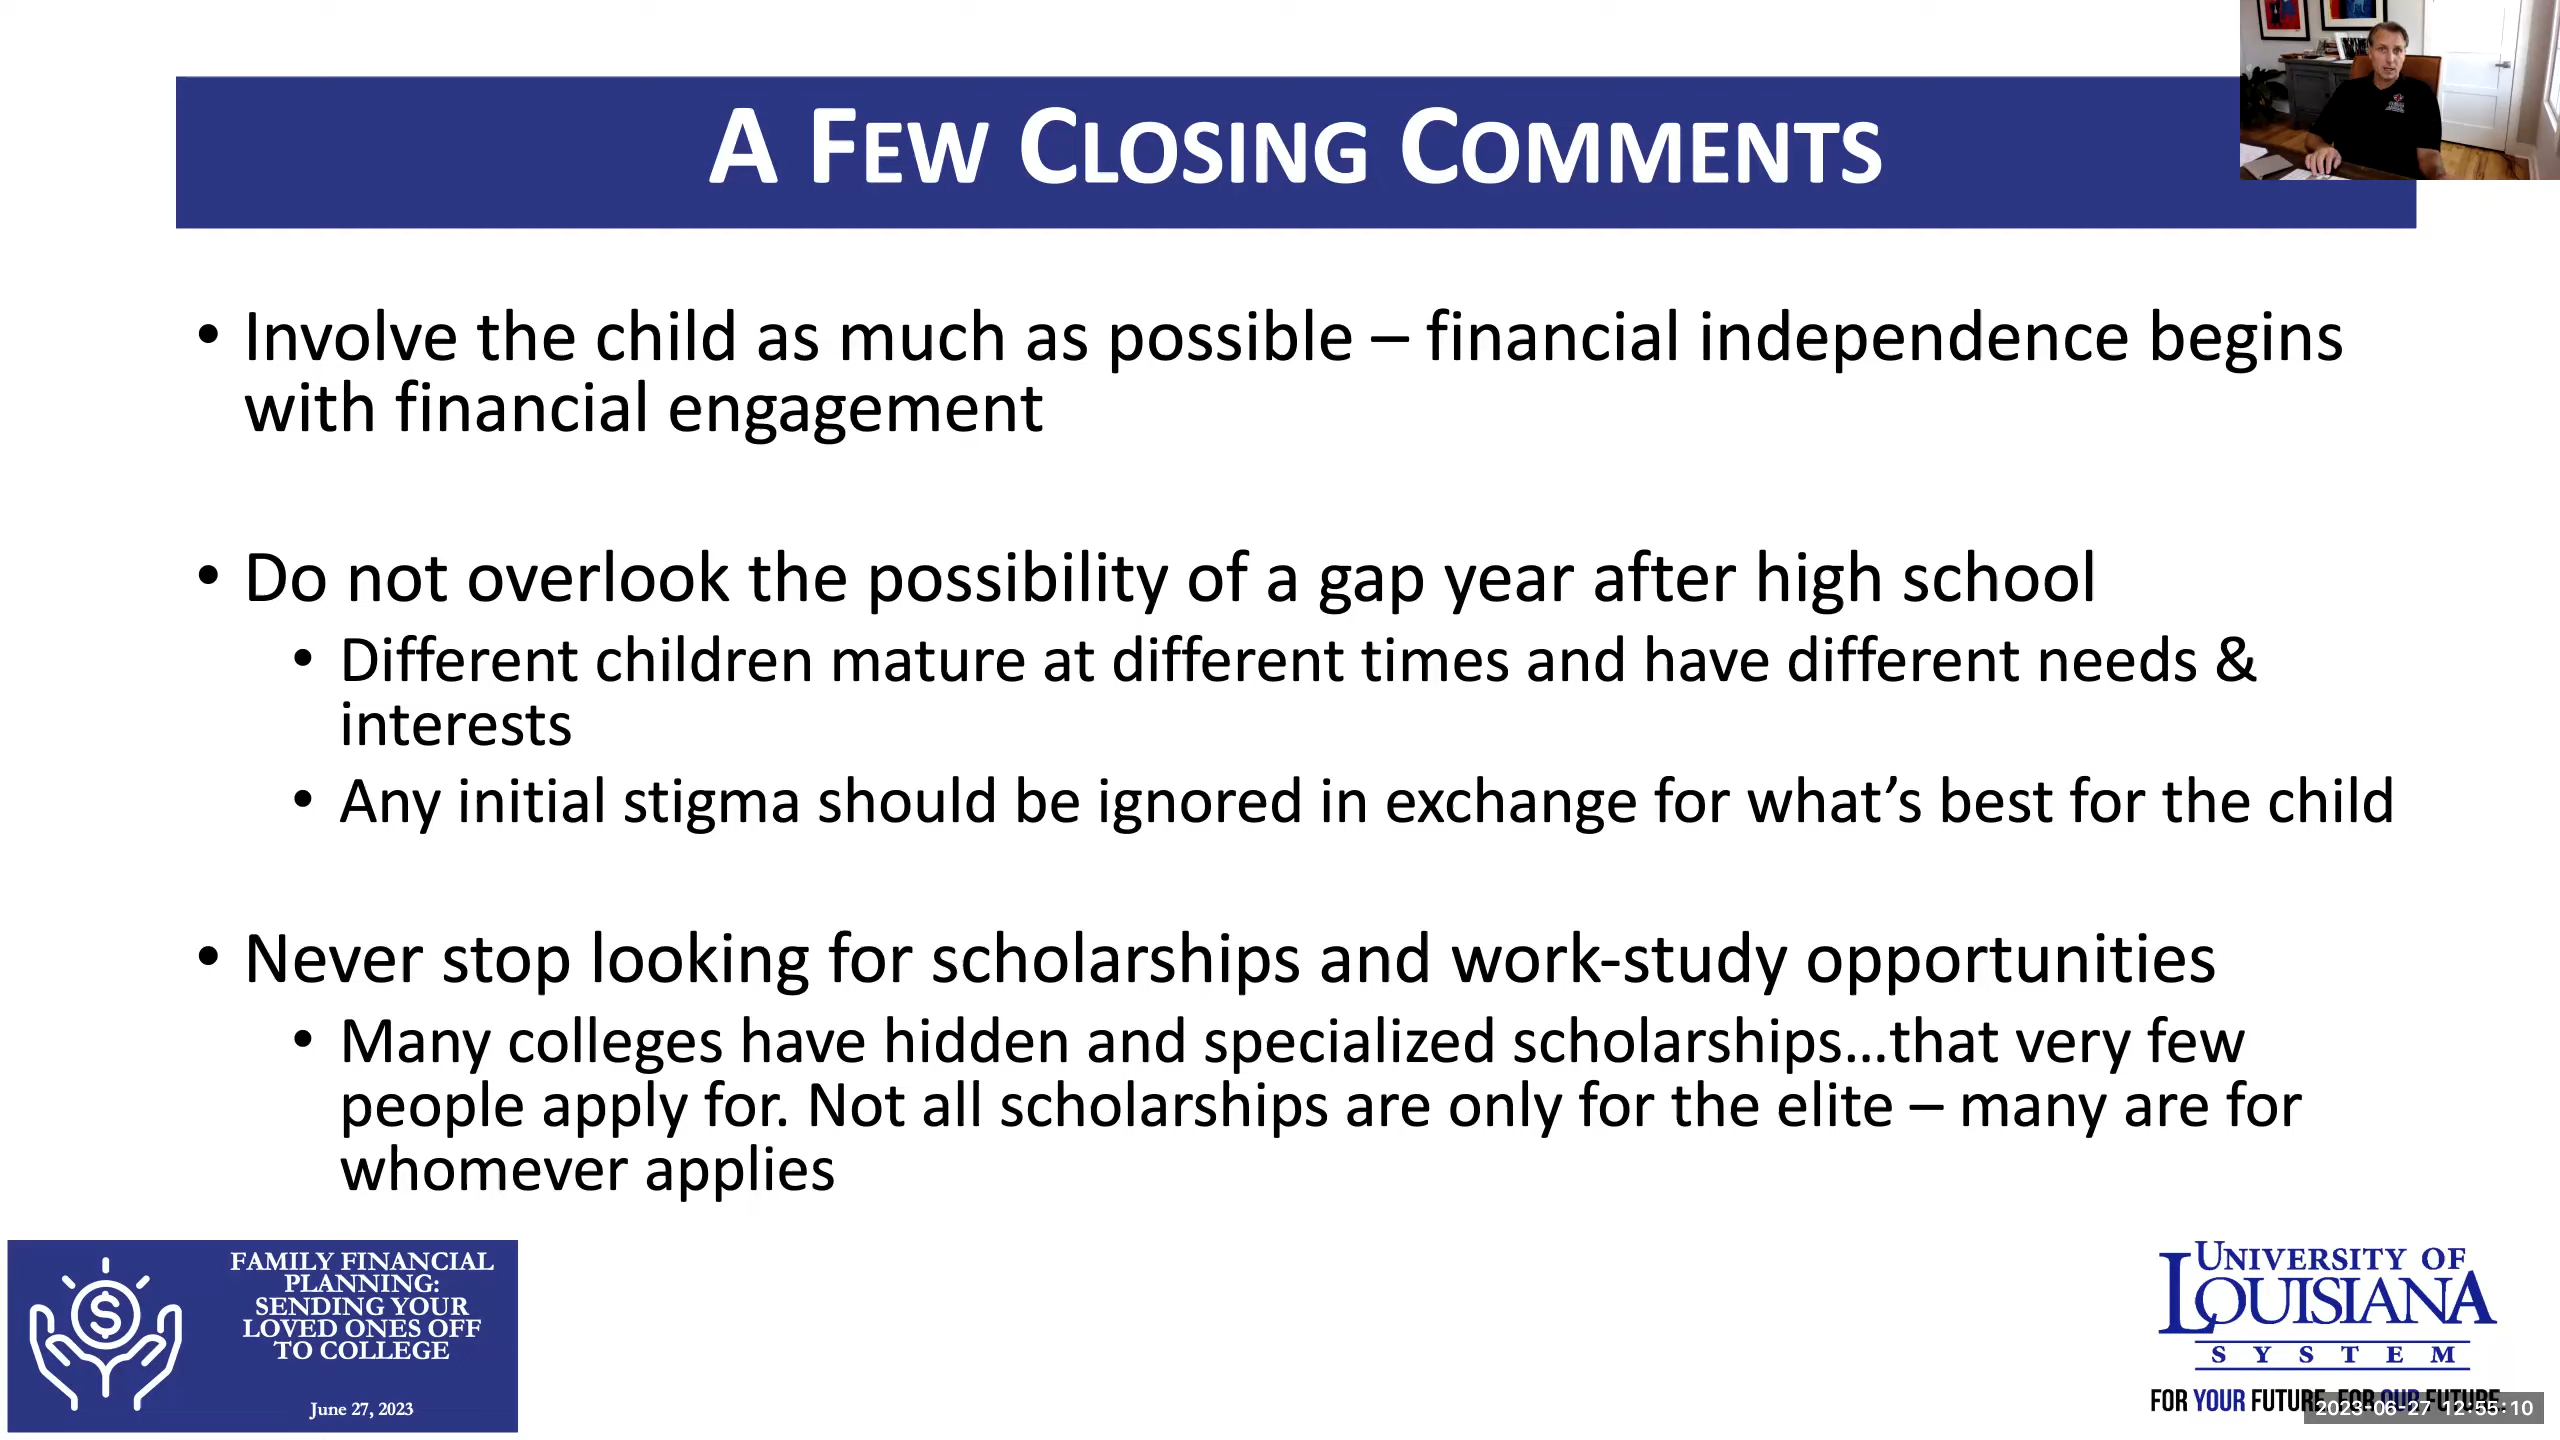 A Few Closing Comments
• Involve the child as much as possible – financial independence begins
with financial engagement
• Do not overlook the possibility of a gap year after high school
• Different children mature at different times and have different needs &
interests
• Any initial stigma should be ignored in exchange for what’s best for the child
• Never stop looking for scholarships and work-study opportunities
• Many colleges have hidden and specialized scholarships...that very few
people apply for. Not all scholarships are only for the elite – many are for
whomever applies
FAMILY FINANCIAL
PLANNING:
SENDING YOUR
LOVED ONES OFF
TO COLLEGE
June 27, 2023
UNIVERSITY OF
LOUISIANA
SYSTEM
FOR YOUR FUTURE. FOR OUR FUTURE.
2023-06-27 12:55:10